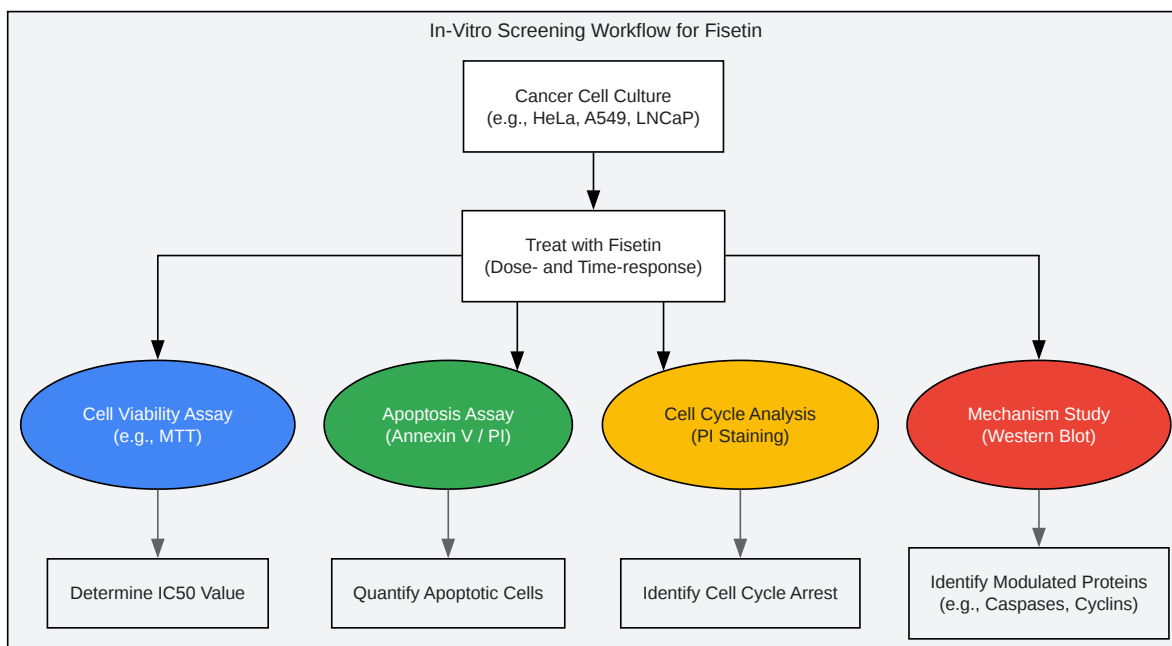 In-Vitro Screening Workflow for Fisetin
Cancer Cell Culture
(e.g., HeLa, A549, LNCaP)
Treat with Fisetin
(Dose- and Time-response)
Cell Viability Assay
(e.g., MTT)
Apoptosis Assay
(Annexin V / PI)
Cell Cycle Analysis
(PI Staining)
Mechanism Study
(Western Blot)
Determine IC50 Value
Quantify Apoptotic Cells
Identify Cell Cycle Arrest
Identify Modulated Proteins
(e.g., Caspases, Cyclins)